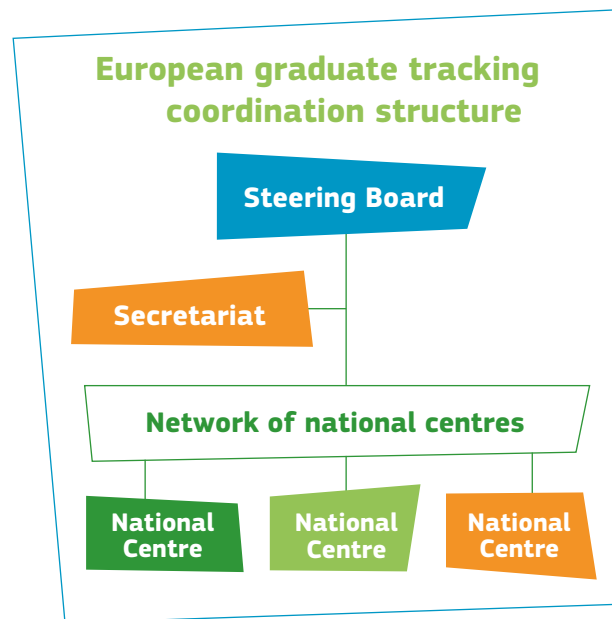 European graduate tracking
coordination structure
Steering Board
Secretariat
Network of national centres
National
Centre
National
Centre
National
Centre